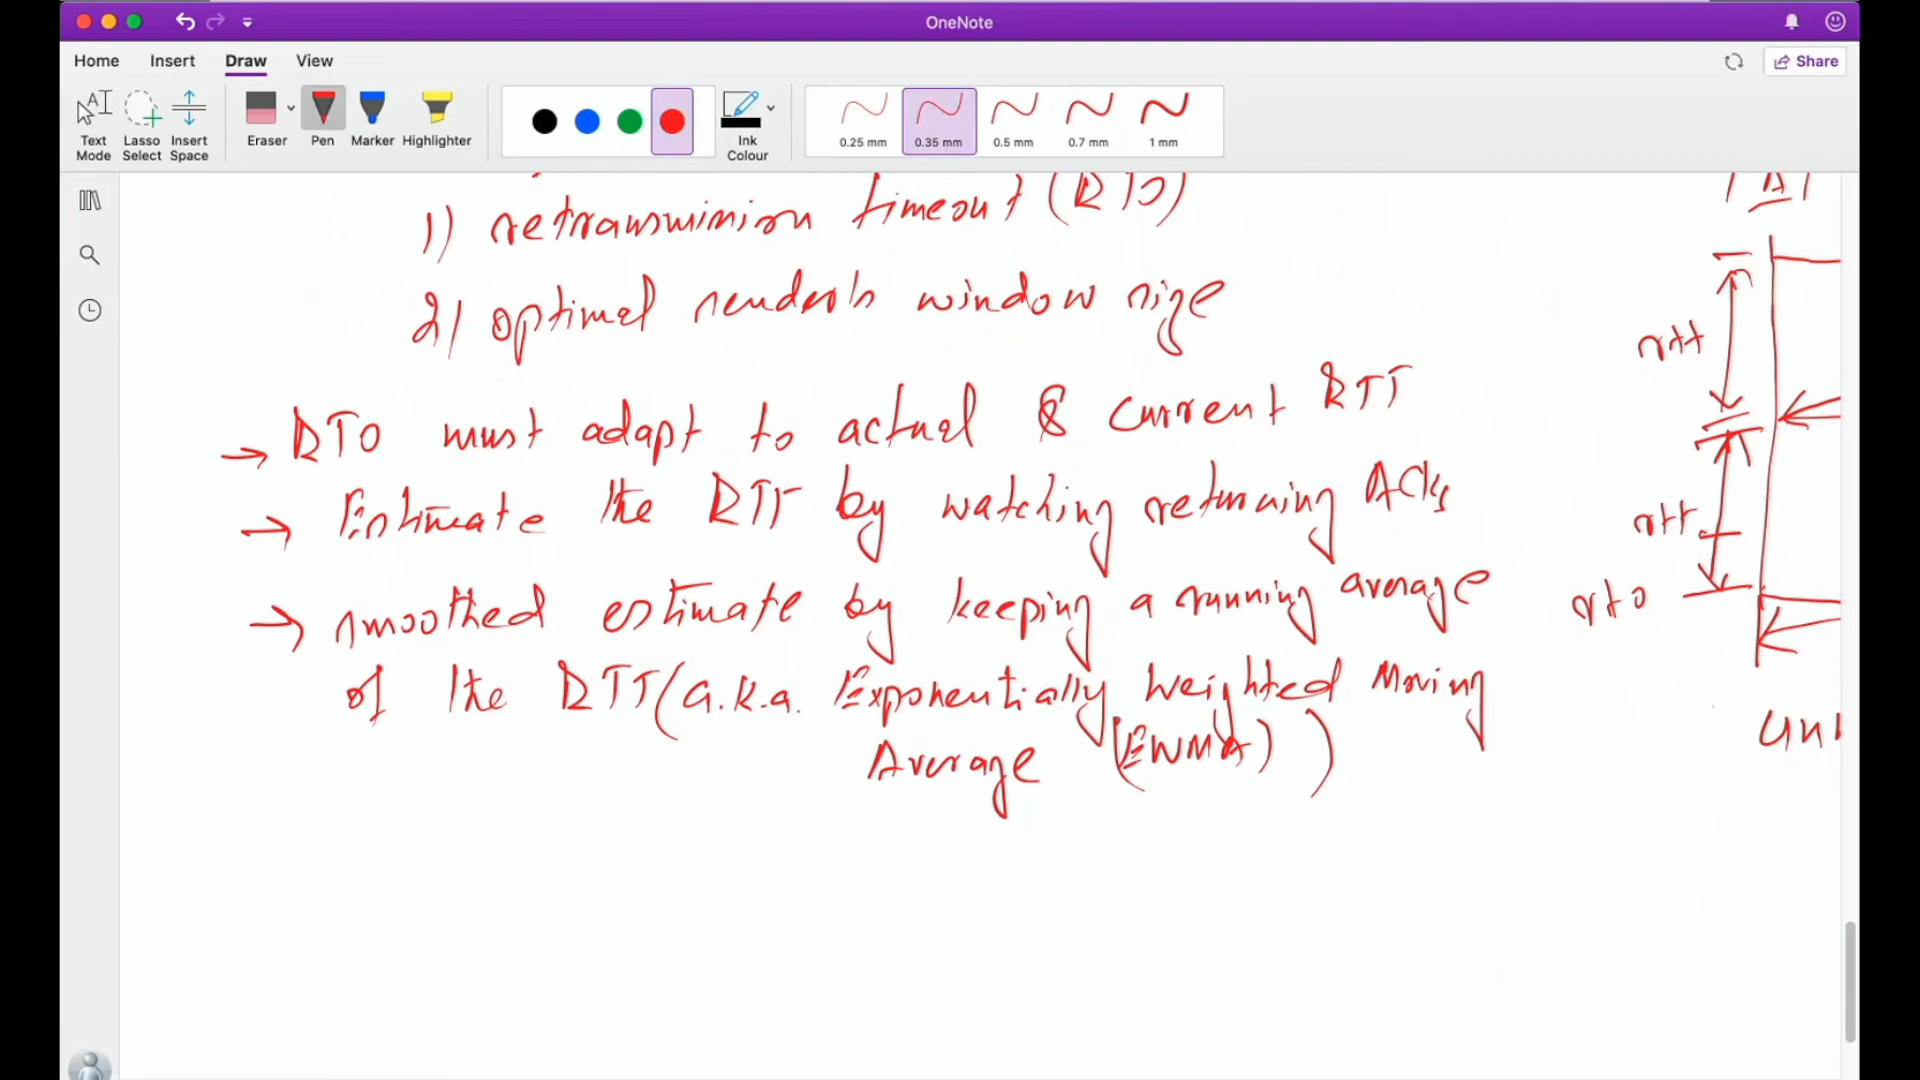 OneNote
Home Insert Draw View
Share
Text Mode
Lasso Select
Insert Space
Eraser
Pen
Marker
Highlighter
Ink Colour
0.25 mm
0.35 mm
0.5 mm
0.7 mm
1 mm
1) retransmission timeout (RTO)
2) optimal sender's window size
→ RTO must adapt to actual & current RTT
→ Estimate the RTT by watching returning ACKs
→ smoothed estimate by keeping a running average
of the RTT (a.k.a. Exponentially Weighted Moving
Average (EWMA))
rtt
rtt
rto